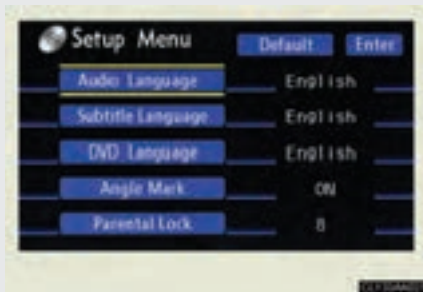 Setup Menu Default Enter
Audio Language English
Subtitle Language English
DVD Language English
Angle Mark ON
Parental Lock 8